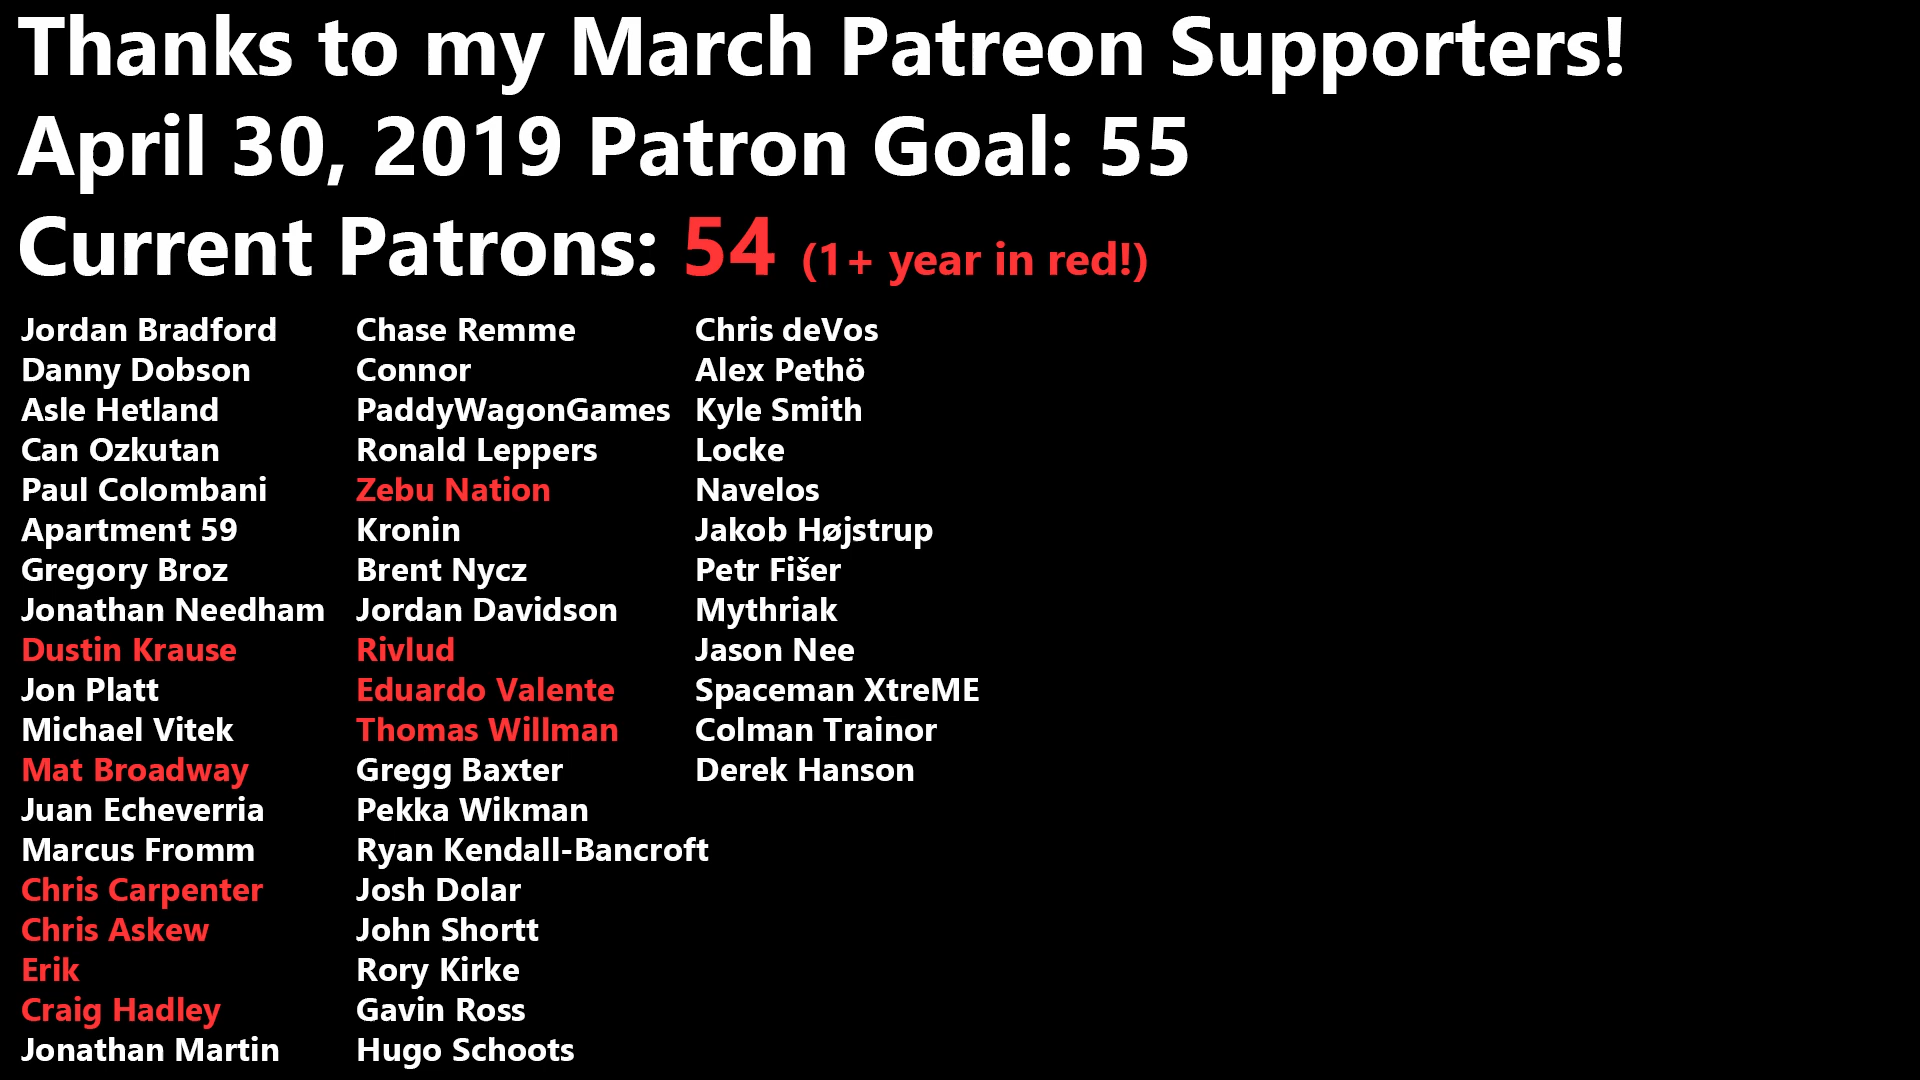 Thanks to my March Patreon Supporters!
April 30, 2019 Patron Goal: 55
Current Patrons: 54 (1+ year in red!)
Jordan Bradford
Danny Dobson
Asle Hetland
Can Ozkutan
Paul Colombani
Apartment 59
Gregory Broz
Jonathan Needham
Dustin Krause
Jon Platt
Michael Vitek
Mat Broadway
Juan Echeverria
Marcus Fromm
Chris Carpenter
Chris Askew
Erik
Craig Hadley
Jonathan Martin
Chase Remme
Connor
PaddyWagonGames
Ronald Leppers
Zebu Nation
Kronin
Brent Nycz
Jordan Davidson
Rivlud
Eduardo Valente
Thomas Willman
Gregg Baxter
Pekka Wikman
Ryan Kendall-Bancroft
Josh Dolar
John Shortt
Rory Kirke
Gavin Ross
Hugo Schoots
Chris deVos
Alex Pethö
Kyle Smith
Locke
Navelos
Jakob Højstrup
Petr Fišer
Mythriak
Jason Nee
Spaceman XtreME
Colman Trainor
Derek Hanson